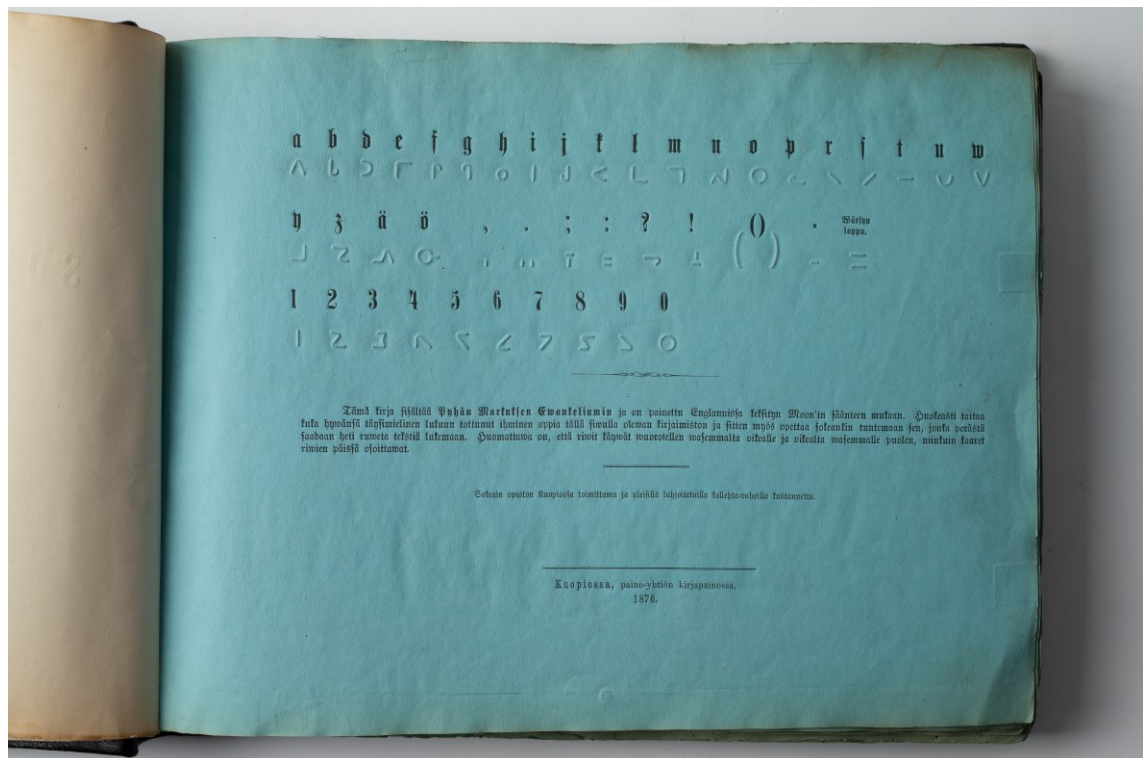 a b d e f g h i j k l m n o p r s t u w
y z ä ö , . ; : ? ! () - Wärsyn
loppu.
1 2 3 4 5 6 7 8 9 0
Tämä kirja sisältää Pyhän Markuksen Ewankeliumin ja on painettu Englannissa keksityn Moon'in säänteen mukaan. Huokeasti taitaa
kuka hywänsä täysimielinen lukuun tottunut ihminen oppia tällä siwulla olewan kirjaimiston ja sitten myös opettaa sokeankin tuntemaan sen, jonka perästä
saadaan heti ruweta tekstiä lukemaan. Huomattawa on, että riwit käywät wuorotellen wasemmalta oikealle ja oikealta wasemmalle puolen, niinkuin kaaret
riwien päissä osoittawat.
Sokeain opiston Kuopiossa toimittama ja yleisillä lahjoitetuilla kollehta-rahoilla kustannettu.
Kuopiossa, paino-yhtiön kirjapainossa.
1876.